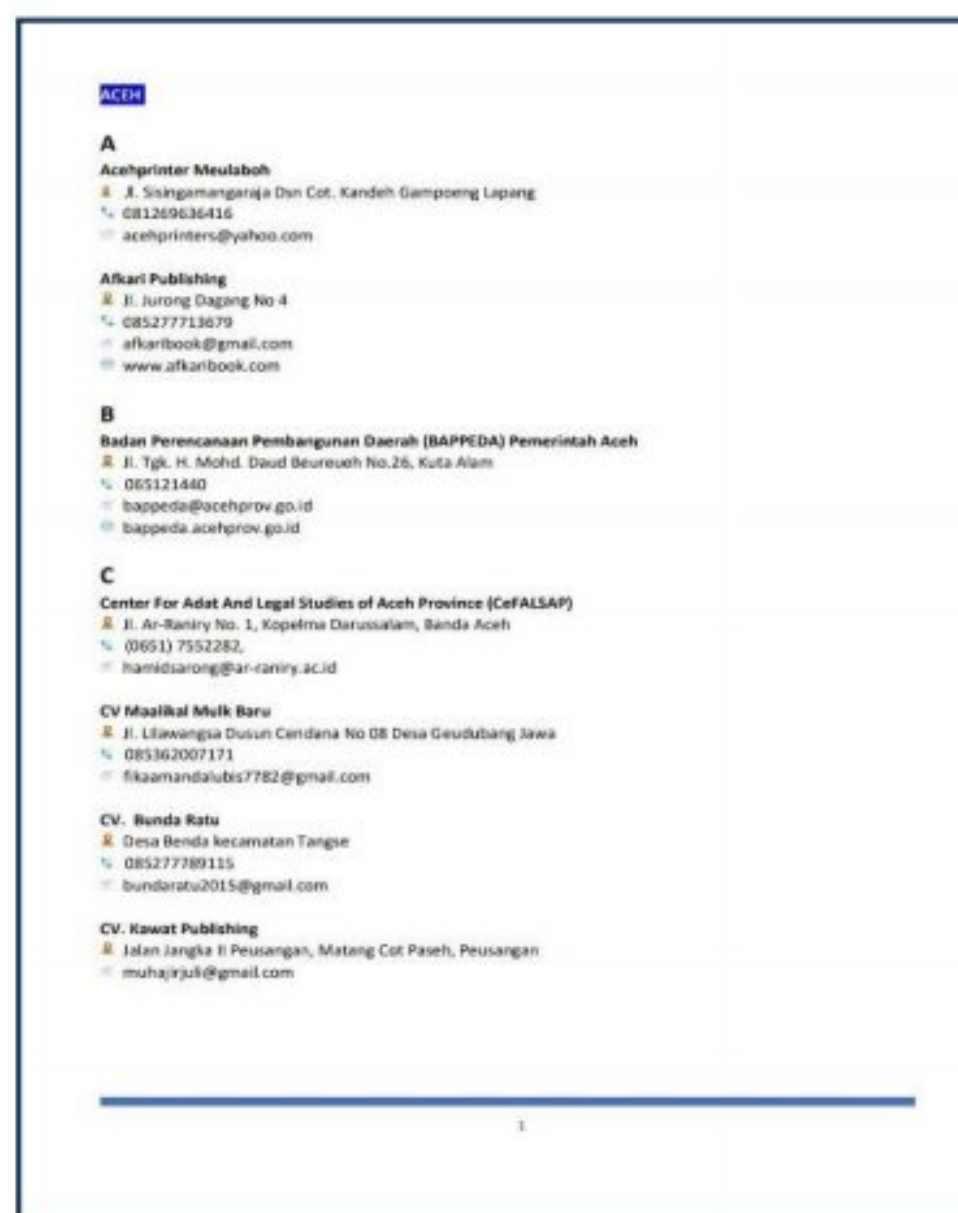 ACEH
A
Acehprinter Meulaboh
Jl. Sisingamangaraja Dsn Cot. Kandeh Gampoeng Lapang
081269636416
acehprinters@yahoo.com
Afkari Publishing
Jl. Jurong Dagang No 4
085277713679
afkaribook@gmail.com
www.afkaribook.com
B
Badan Perencanaan Pembangunan Daerah (BAPPEDA) Pemerintah Aceh
Jl. Tgk. H. Mohd. Daud Beureueh No.26, Kuta Alam
065121440
bappeda@acehprov.go.id
bappeda.acehprov.go.id
C
Center For Adat And Legal Studies of Aceh Province (CeFALSAP)
Jl. Ar-Raniry No. 1, Kopelma Darussalam, Banda Aceh
(0651) 7552282,
hamidsarong@ar-raniry.ac.id
CV Maalikal Mulk Baru
Jl. Lilawangsa Dusun Cendana No 08 Desa Geudubang Jawa
085362007171
fikaamandalubis7782@gmail.com
CV. Bunda Ratu
Desa Benda kecamatan Tangse
085277789115
bundaratu2015@gmail.com
CV. Kawat Publishing
Jalan Jangka II Peusangan, Matang Cot Paseh, Peusangan
muhajirjuli@gmail.com
1